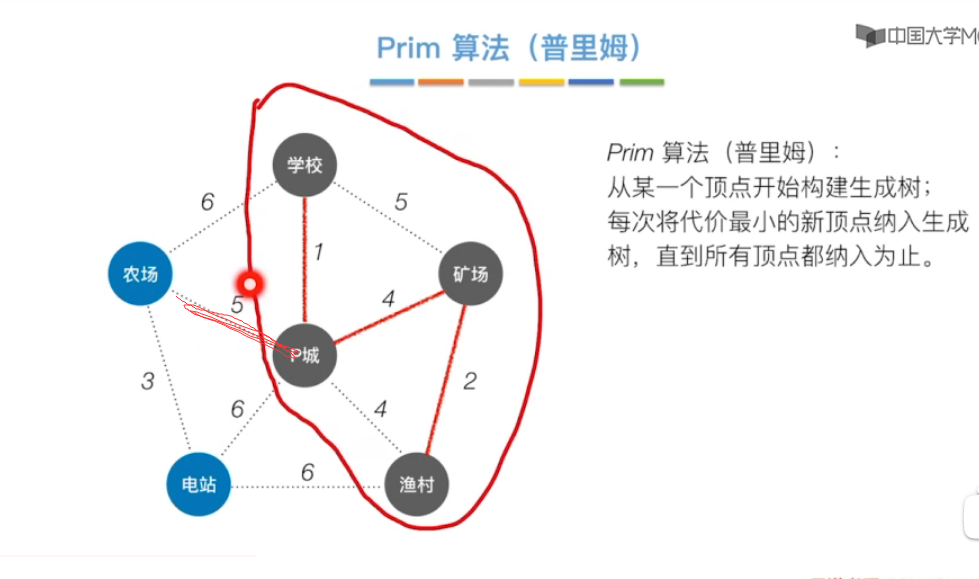 Prim 算法（普里姆）
中国大学M
学校
6
5
1
农场
矿场
5
4
P城
3
2
6
4
电站
6
渔村
Prim 算法（普里姆）：
从某一个顶点开始构建生成树；
每次将代价最小的新顶点纳入生成
树，直到所有顶点都纳入为止。